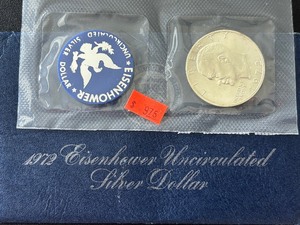 EISENHOWER
UNCIRCULATED SILVER DOLLAR
1972 Eisenhower Uncirculated
Silver Dollar